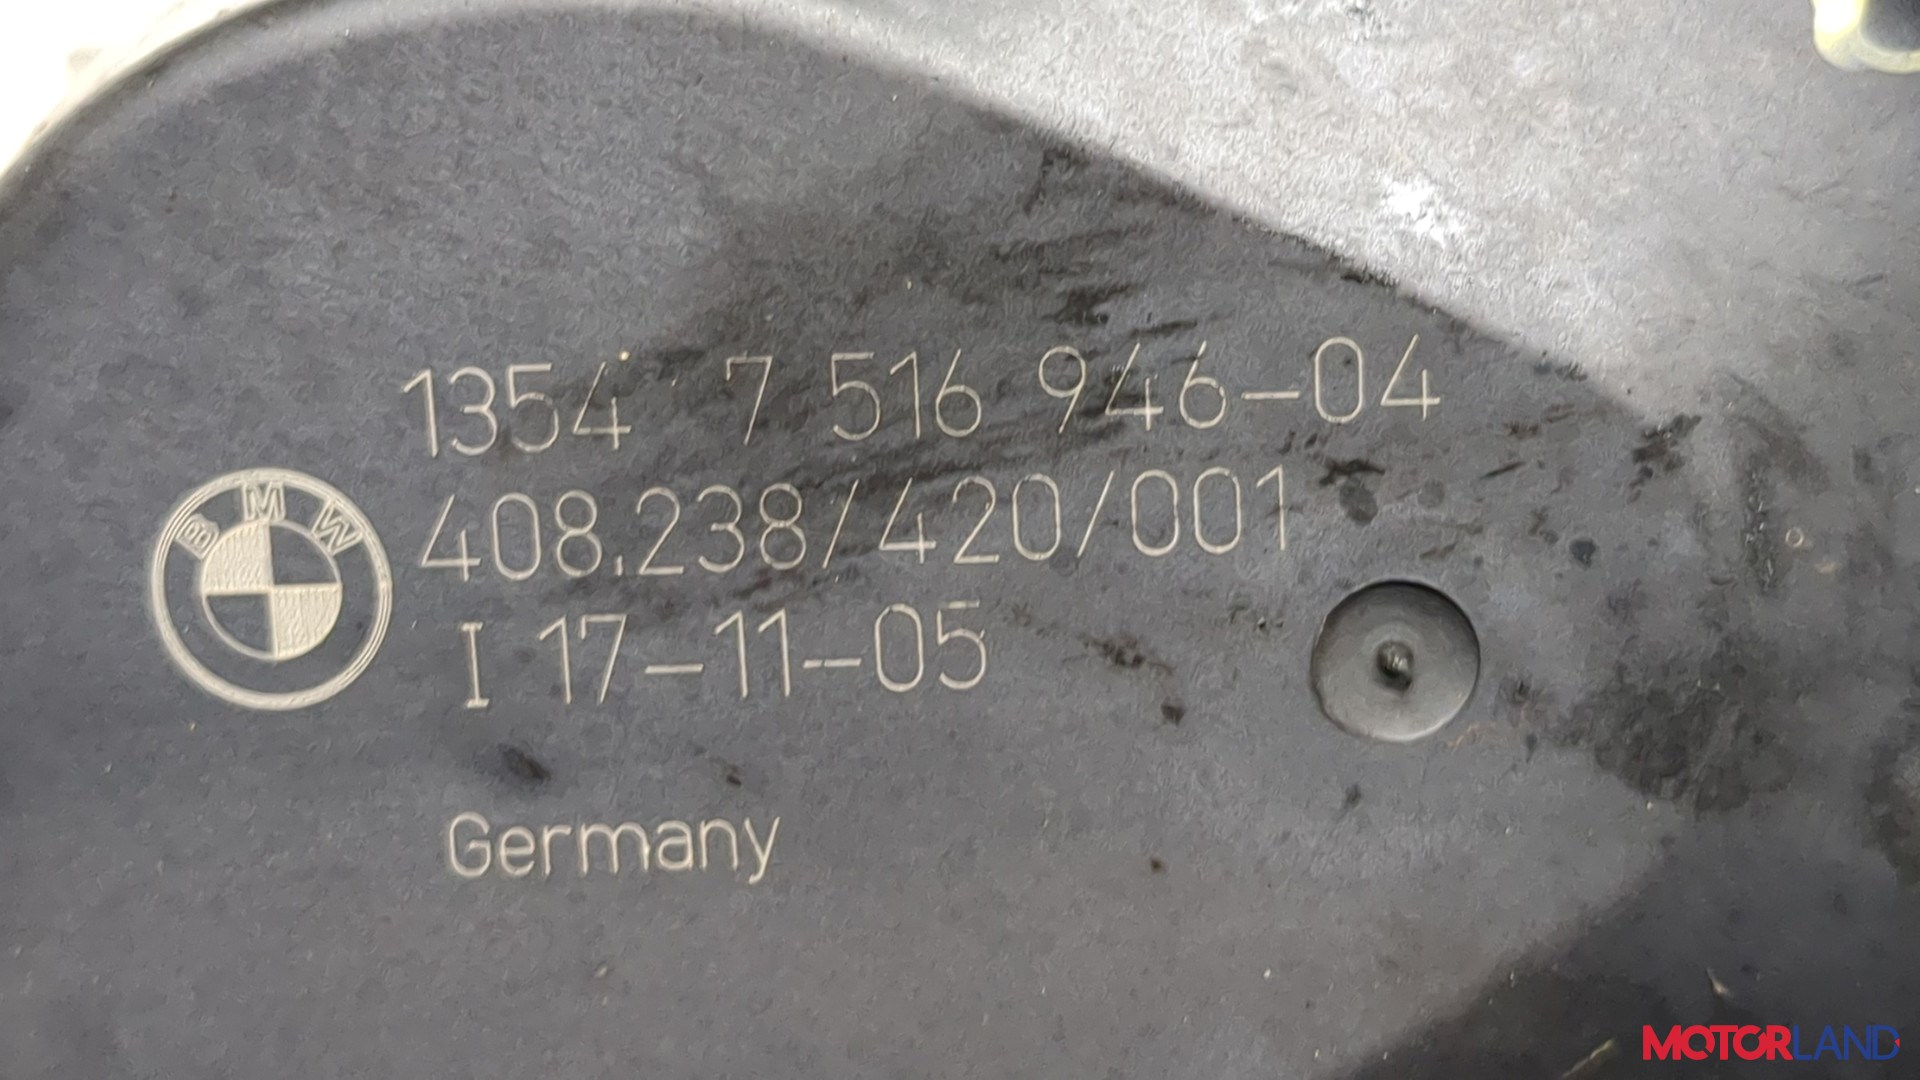 1354 7 516 946-04
BMW
408.238/420/001
I 17-11-05
Germany
MOTORLAND